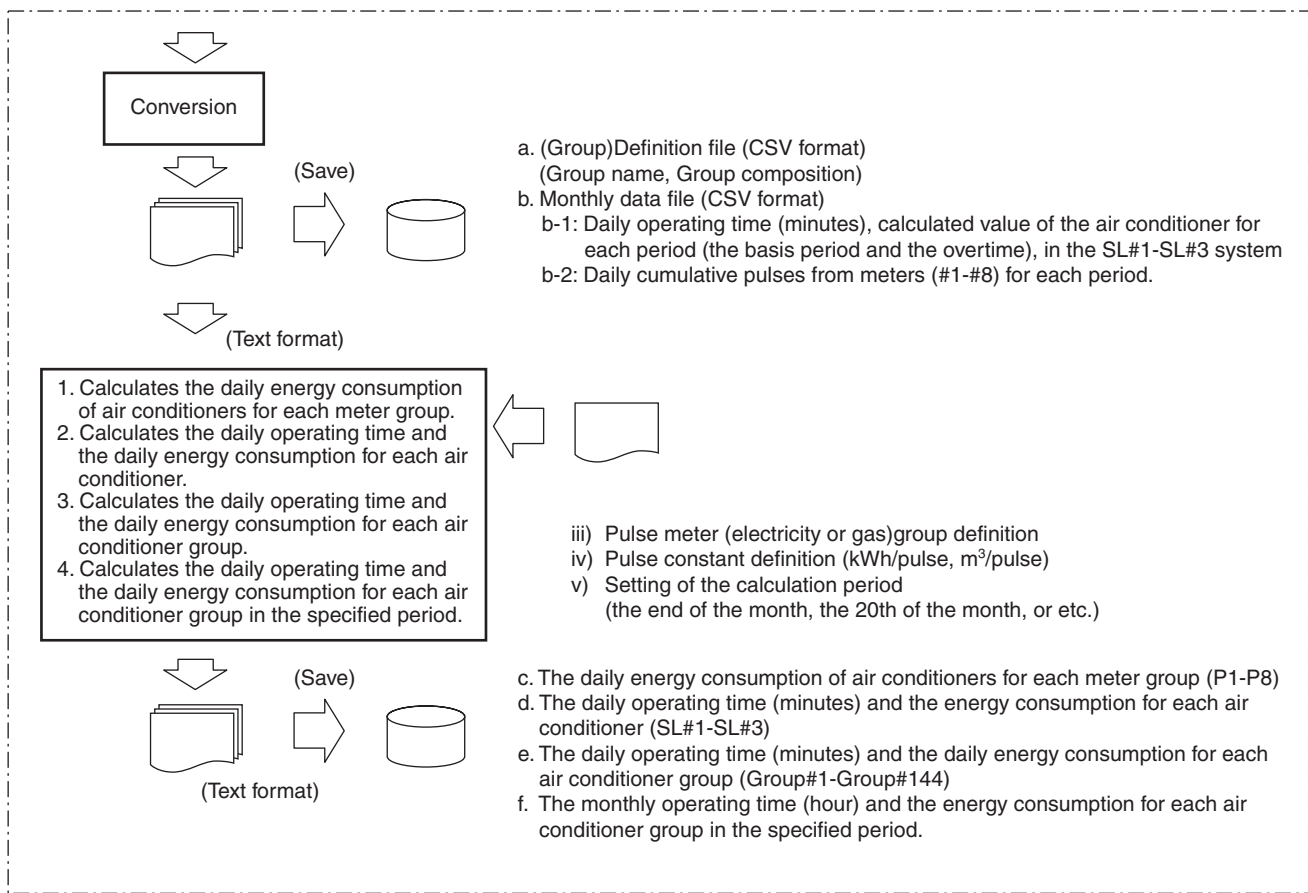 Conversion
(Save)
a. (Group)Definition file (CSV format)
(Group name, Group composition)
b. Monthly data file (CSV format)
b-1: Daily operating time (minutes), calculated value of the air conditioner for
each period (the basis period and the overtime), in the SL#1-SL#3 system
b-2: Daily cumulative pulses from meters (#1-#8) for each period.
(Text format)
1. Calculates the daily energy consumption
of air conditioners for each meter group.
2. Calculates the daily operating time and
the daily energy consumption for each air
conditioner.
3. Calculates the daily operating time and
the daily energy consumption for each air
conditioner group.
4. Calculates the daily operating time and
the daily energy consumption for each air
conditioner group in the specified period.
iii) Pulse meter (electricity or gas)group definition
iv) Pulse constant definition (kWh/pulse, m³/pulse)
v) Setting of the calculation period
(the end of the month, the 20th of the month, or etc.)
(Save)
(Text format)
c. The daily energy consumption of air conditioners for each meter group (P1-P8)
d. The daily operating time (minutes) and the energy consumption for each air
conditioner (SL#1-SL#3)
e. The daily operating time (minutes) and the daily energy consumption for each
air conditioner group (Group#1-Group#144)
f. The monthly operating time (hour) and the energy consumption for each air
conditioner group in the specified period.